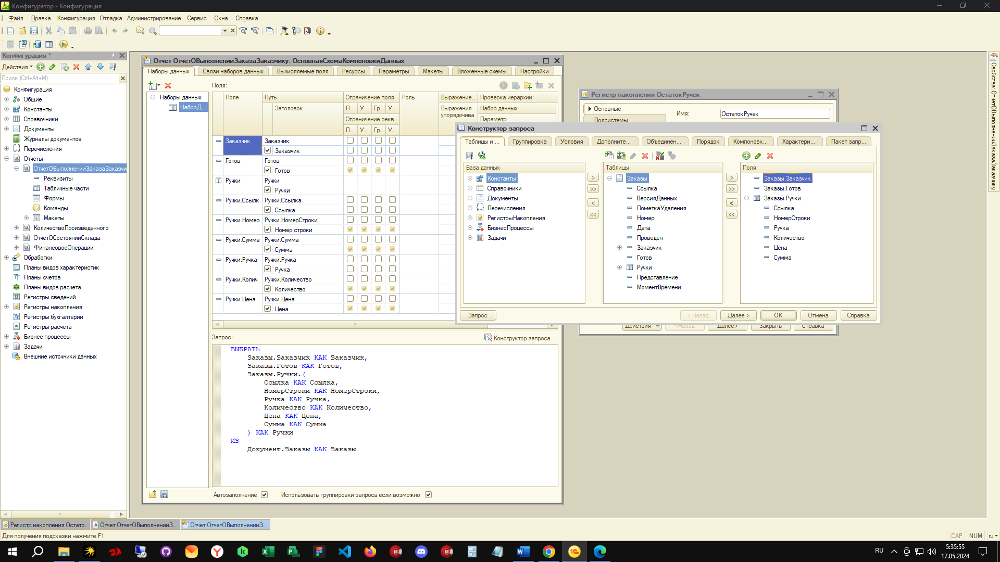 Конфигуратор - Конфигурация
Файл Правка Конфигурация Отладка Администрирование Сервис Окна Справка
Конфигурация *
Действия
Поиск (Ctrl+Alt+M)
Конфигурация
Общие
Константы
Справочники
Документы
Журналы документов
Перечисления
Отчеты
ОтчетОВыполненииЗаказаЗаказчи
Реквизиты
Табличные части
Формы
Команды
Макеты
КоличествоПроизведенного
ОтчетОСостоянииСклада
ФинансовоеОперации
Обработки
Планы видов характеристик
Планы счетов
Планы видов расчета
Регистры сведений
Регистры накопления
Регистры бухгалтерии
Регистры расчета
Бизнес-процессы
Задачи
Внешние источники данных
Отчет ОтчетОВыполненииЗаказаЗаказчику: ОсновнаяСхемаКомпоновкиДанных
Наборы данных Связи наборов данных Вычисляемые поля Ресурсы Параметры Макеты Вложенные схемы Настройки
Наборы данных
НаборД...
Поля:
Поле Путь Ограничение поля Роль Выражение... Проверка иерархии:
Заголовок П... У... Гр... У... Выражения упорядочива Набор данных
Ограничение рекв... Параметр
П... У... Гр... У...
Заказчик Заказчик
Заказчик
Готов Готов
Готов
Ручки Ручки
Ручки
Ручки.Ссылк Ручки.Ссылка
Ссылка
Ручки.Номер Ручки.НомерСтроки
Номер строки
Ручки.Сумма Ручки.Сумма
Сумма
Ручки.Ручка Ручки.Ручка
Ручка
Ручки.Колич Ручки.Количество
Количество
Ручки.Цена Ручки.Цена
Цена
Запрос:
Конструктор запроса...
ВЫБРАТЬ
Заказы.Заказчик КАК Заказчик,
Заказы.Готов КАК Готов,
Заказы.Ручки.(
Ссылка КАК Ссылка,
НомерСтроки КАК НомерСтроки,
Ручка КАК Ручка,
Количество КАК Количество,
Цена КАК Цена,
Сумма КАК Сумма
) КАК Ручки
ИЗ
Документ.Заказы КАК Заказы
Автозаполнение Использовать группировки запроса если возможно
Регистр накопления ОстатокРучек
Основные
Подсистемы
Имя: ОстатокРучек
Действия <Назад Далее> Закрыть Справка
Конструктор запроса
Таблицы и ... Группировка Условия Дополните... Объединен... Порядок Компоновк... Характери... Пакет запр...
База данных
Константы
Справочники
Документы
Перечисления
РегистрыНакопления
БизнесПроцессы
Задачи
>
>>
<
<<
Таблицы
Заказы
Ссылка
ВерсияДанных
ПометкаУдаления
Номер
Дата
Проведен
Заказчик
Готов
Ручки
Представление
МоментВремени
>
>>
<
<<
Поля
Заказы.Заказчик
Заказы.Готов
Заказы.Ручки
Ссылка
НомерСтроки
Ручка
Количество
Цена
Сумма
Запрос < Назад Далее > OK Отмена Справка
Свойства: ОтчетОВыполненииЗаказаЗаказчику
Регистр накопления Остато... Отчет ОтчетОВыполненииЗ... Отчет ОтчетОВыполненииЗ...
Для получения подсказки нажмите F1
CAP NUM ru
RU
5:35:55
17.05.2024